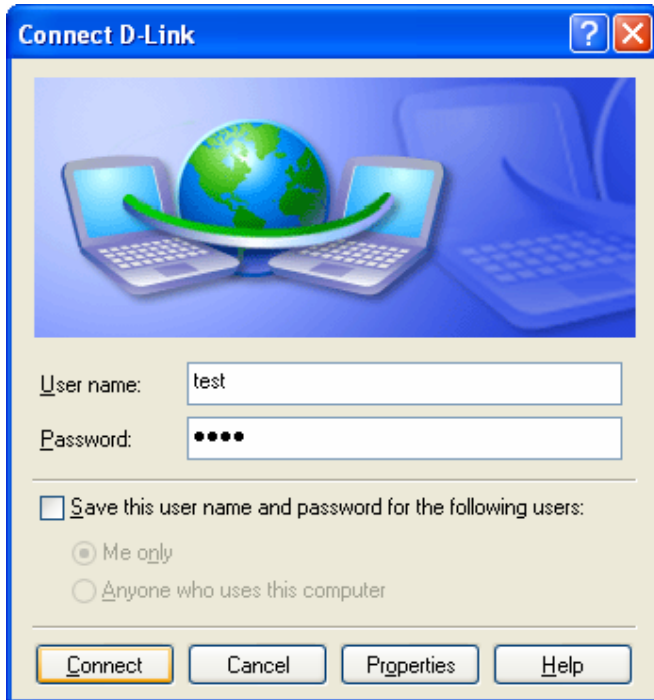 Connect D-Link
User name:
test
Password:
••••
Save this user name and password for the following users:
Me only
Anyone who uses this computer
Connect Cancel Properties Help